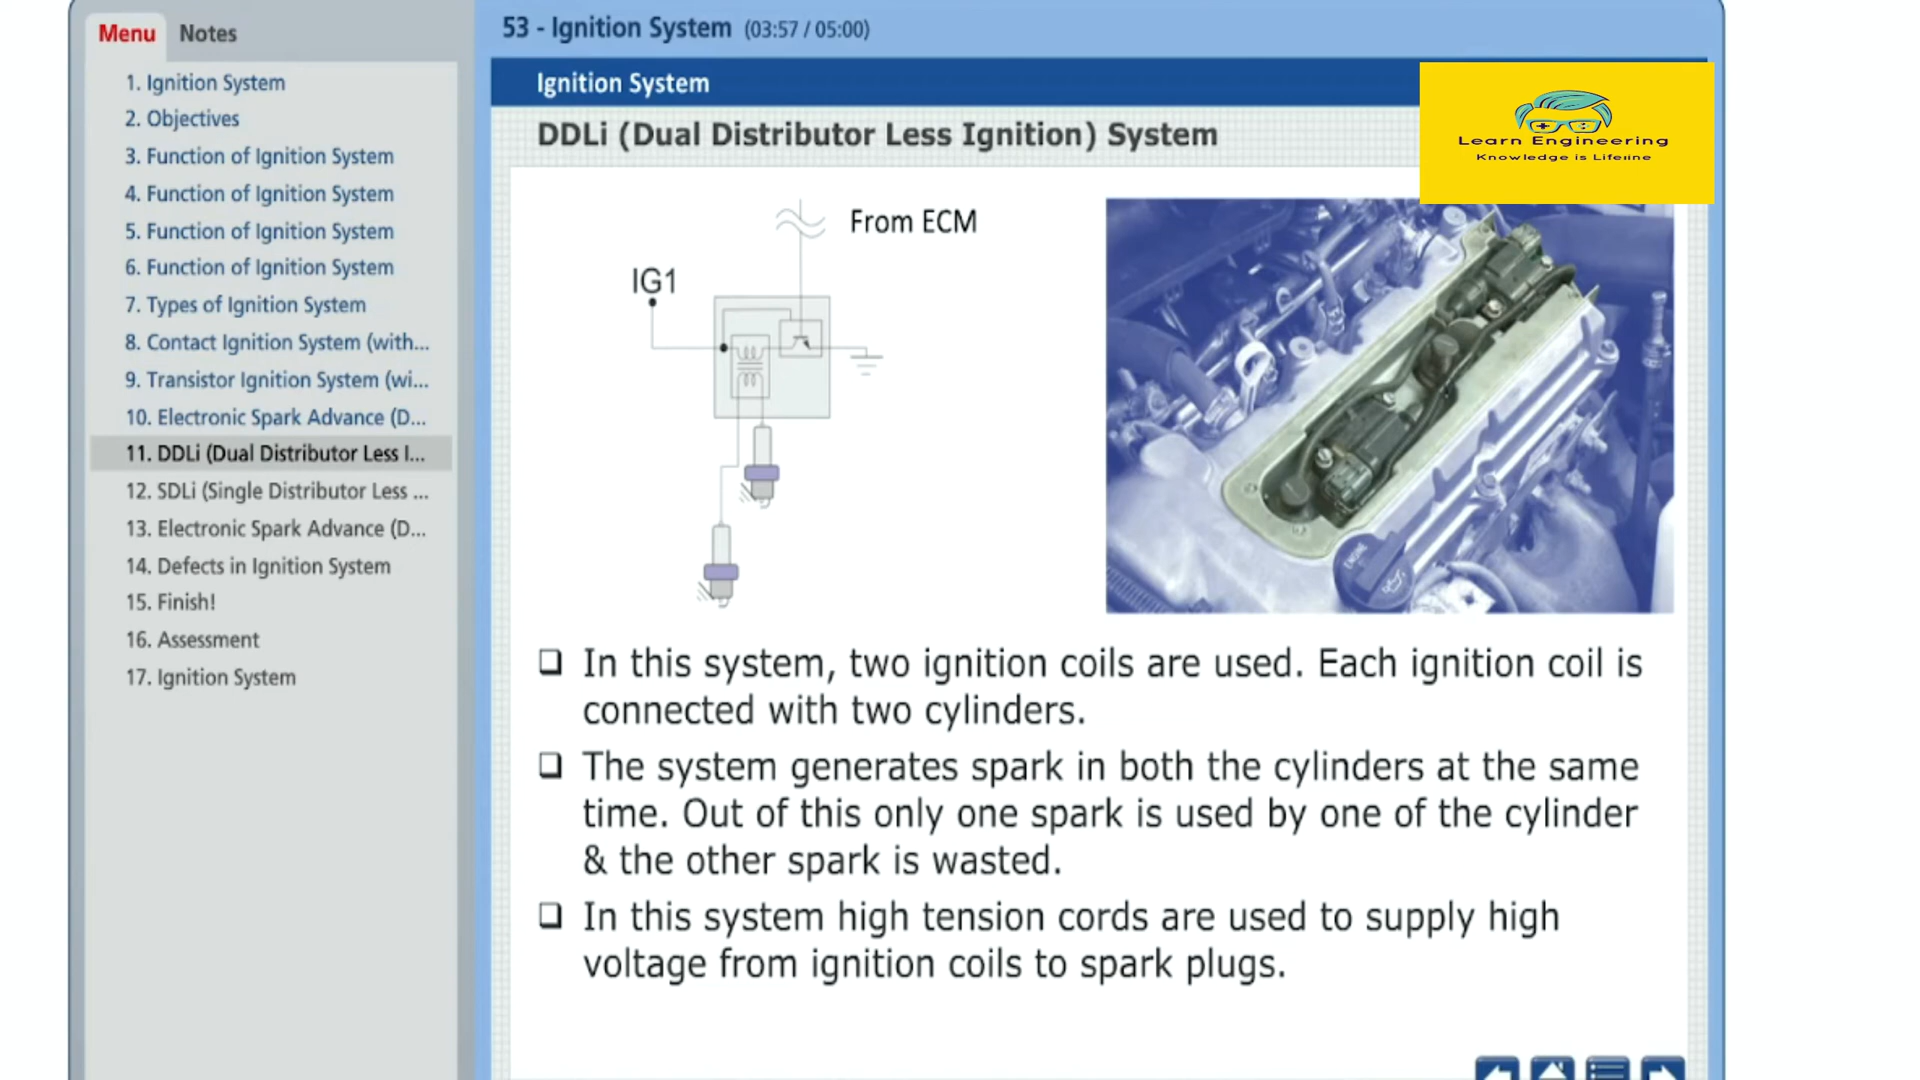 Menu Notes
1. Ignition System
2. Objectives
3. Function of Ignition System
4. Function of Ignition System
5. Function of Ignition System
6. Function of Ignition System
7. Types of Ignition System
8. Contact Ignition System (with...
9. Transistor Ignition System (wi...
10. Electronic Spark Advance (D...
11. DDLi (Dual Distributor Less I...
12. SDLi (Single Distributor Less ...
13. Electronic Spark Advance (D...
14. Defects in Ignition System
15. Finish!
16. Assessment
17. Ignition System
53 - Ignition System (03:57 / 05:00)
Ignition System
Learn Engineering
Knowledge is Lifeline
DDLi (Dual Distributor Less Ignition) System
From ECM
IG1
ENGINE
❑ In this system, two ignition coils are used. Each ignition coil is
connected with two cylinders.
❑ The system generates spark in both the cylinders at the same
time. Out of this only one spark is used by one of the cylinder
& the other spark is wasted.
❑ In this system high tension cords are used to supply high
voltage from ignition coils to spark plugs.